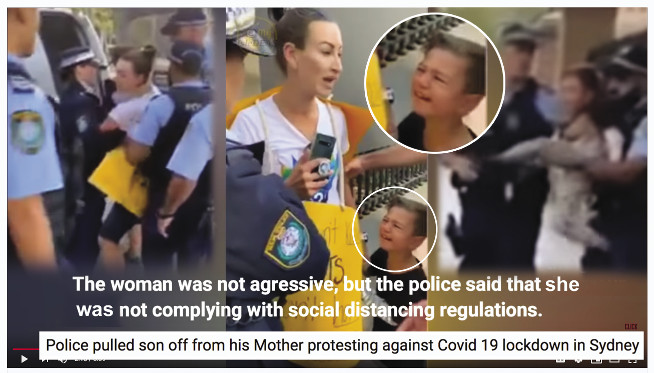 The woman was not agressive, but the police said that she
was not complying with social distancing regulations.
Police pulled son off from his Mother protesting against Covid 19 lockdown in Sydney